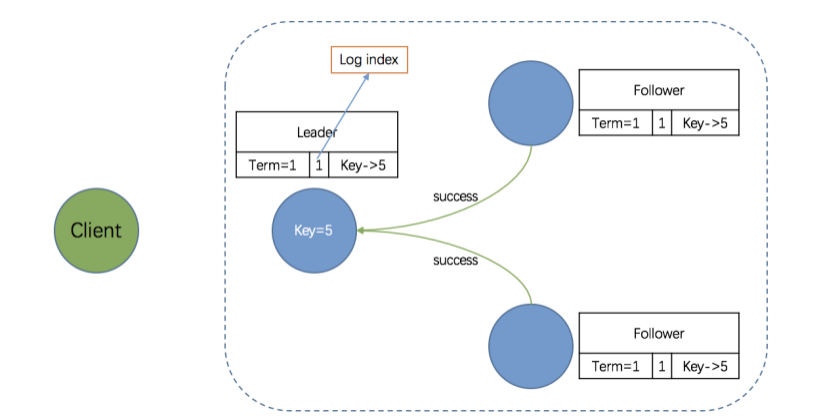 Log index
Leader
Term=1 1 Key->5
Client
Key=5
success
success
Follower
Term=1 1 Key->5
Follower
Term=1 1 Key->5